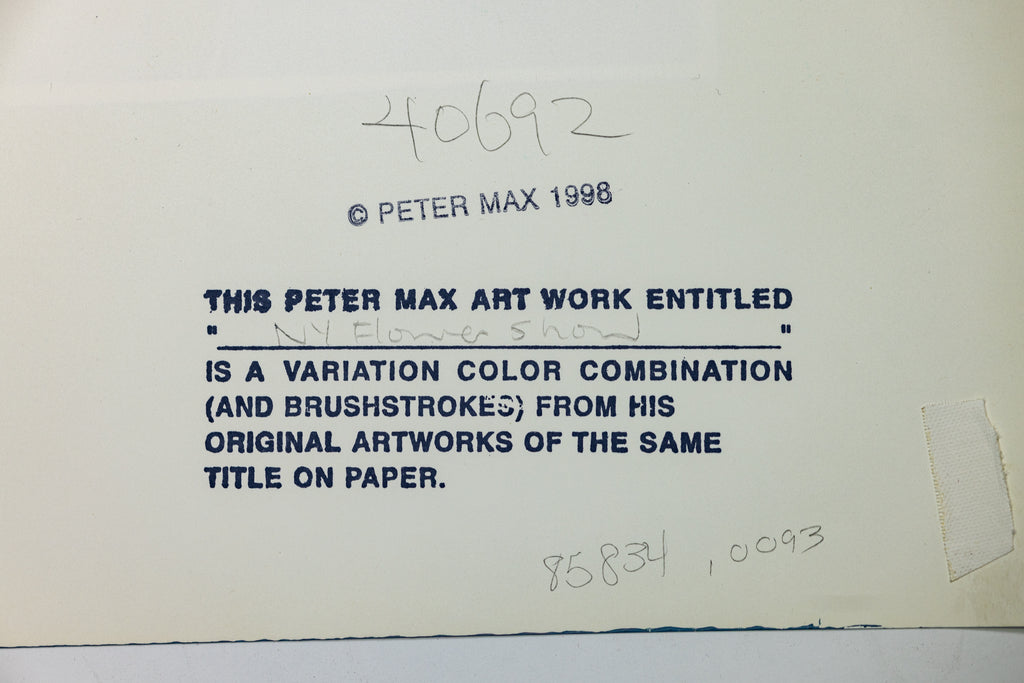 40692
© PETER MAX 1998
THIS PETER MAX ART WORK ENTITLED
" NY Flower Show "
IS A VARIATION COLOR COMBINATION
(AND BRUSHSTROKES) FROM HIS
ORIGINAL ARTWORKS OF THE SAME
TITLE ON PAPER.
85834 , 0093